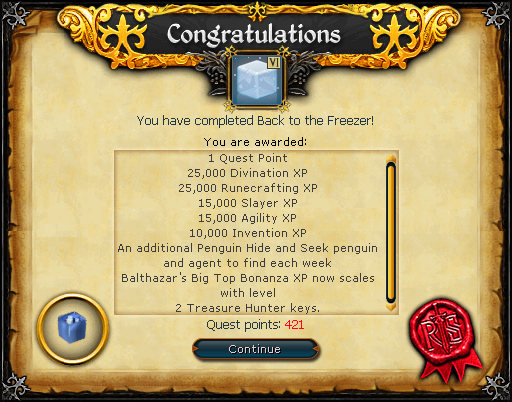 Congratulations
VI
You have completed Back to the Freezer!
You are awarded:
1 Quest Point
25,000 Divination XP
25,000 Runecrafting XP
15,000 Slayer XP
15,000 Agility XP
10,000 Invention XP
An additional Penguin Hide and Seek penguin
and agent to find each week
Balthazar's Big Top Bonanza XP now scales
with level
2 Treasure Hunter keys.
Quest points: 421
Continue